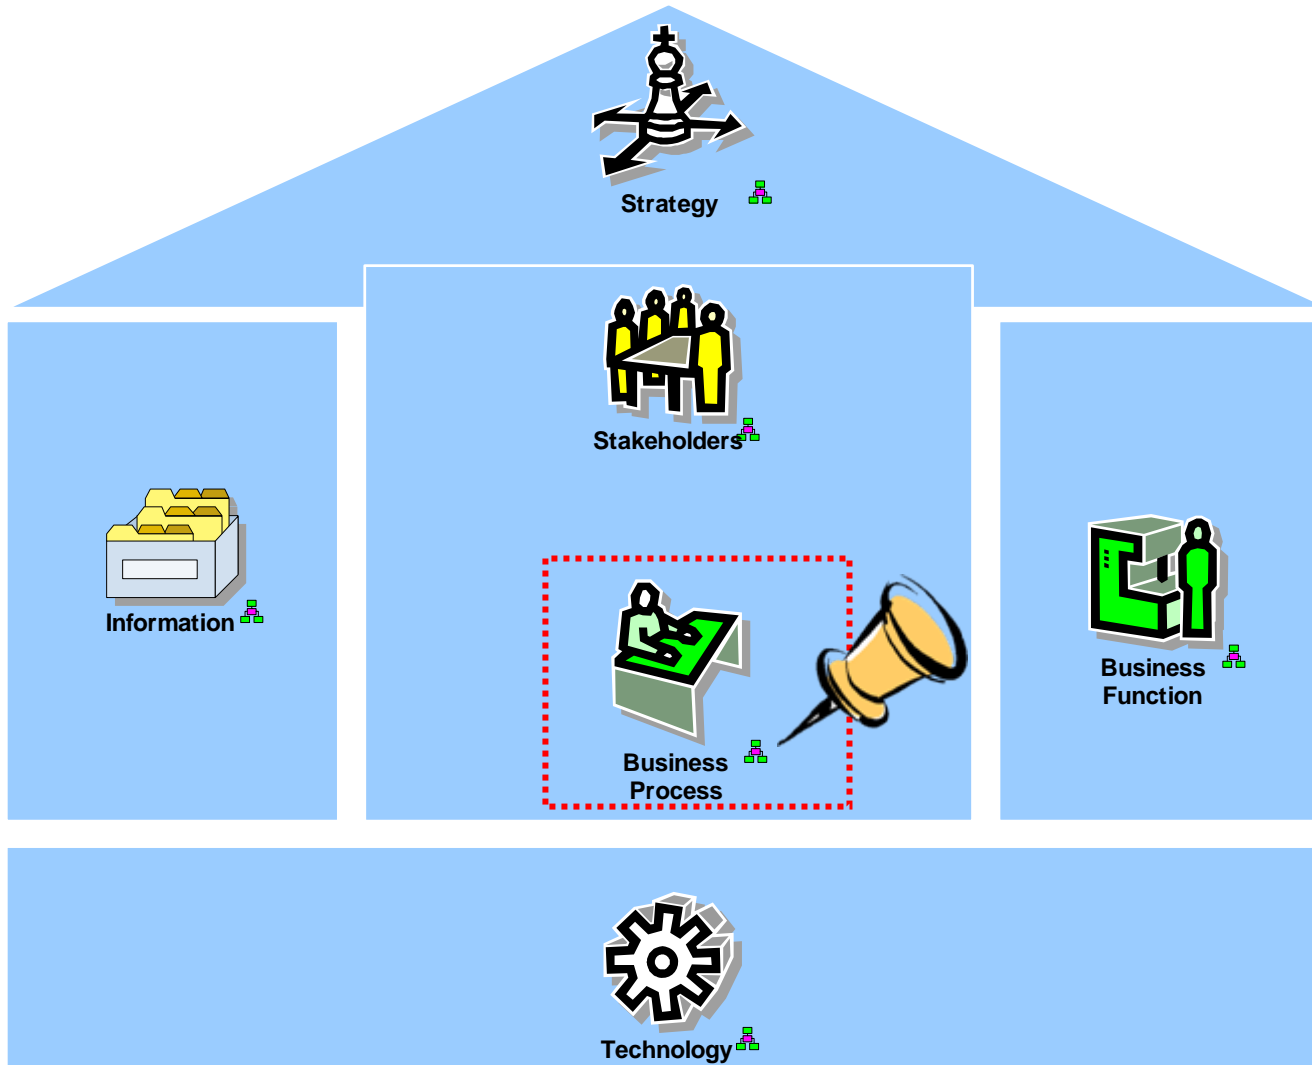 Strategy
Stakeholders
Information
Business
Process
Business
Function
Technology